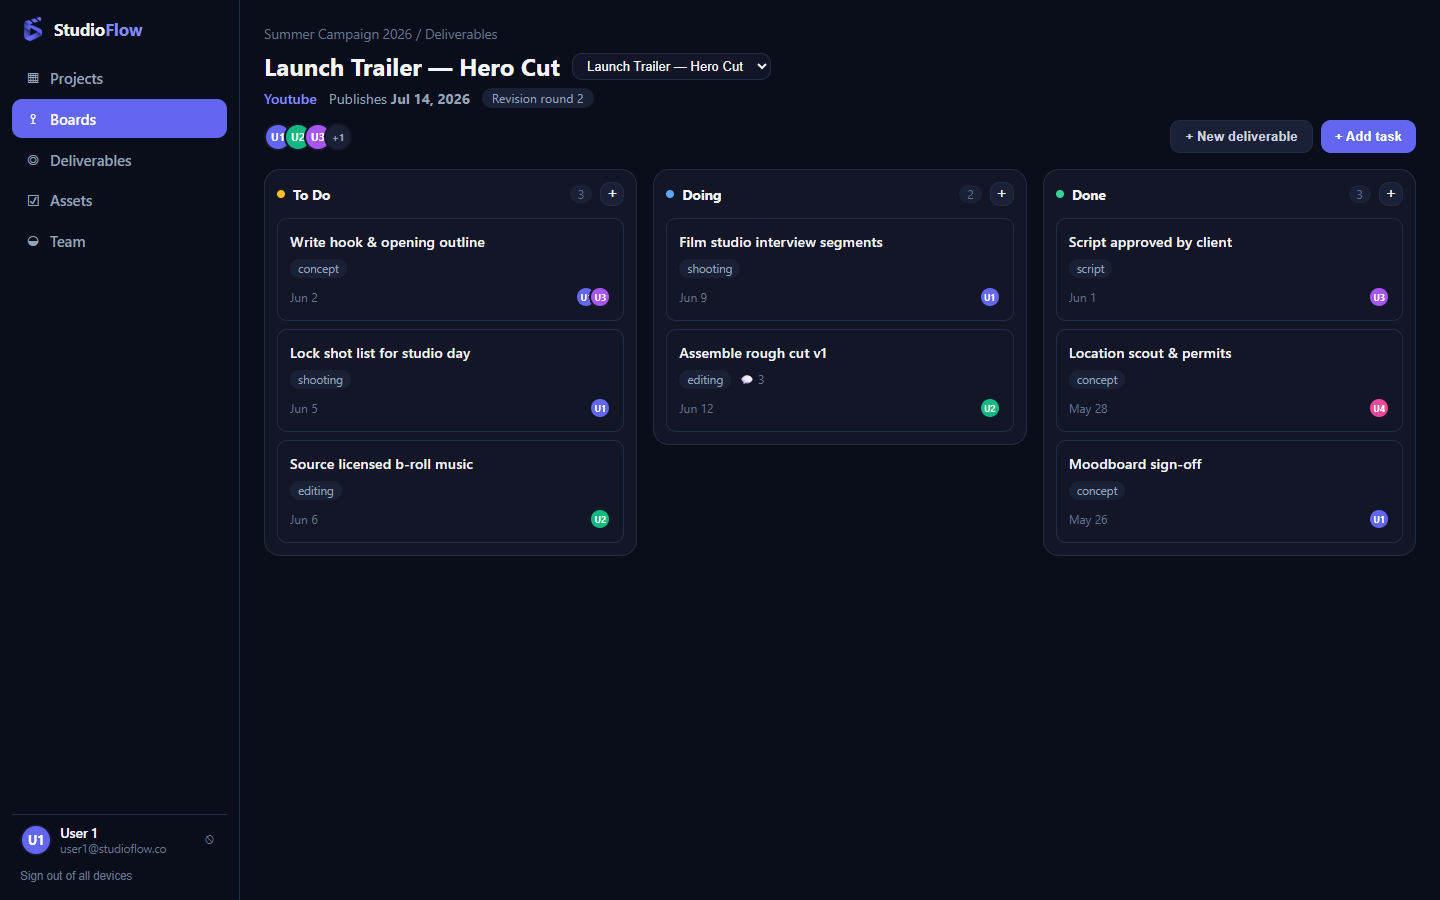 StudioFlow
Projects
Boards
Deliverables
Assets
Team
User 1
user1@studioflow.co
Sign out of all devices
Summer Campaign 2026 / Deliverables
Launch Trailer — Hero Cut
Launch Trailer — Hero Cut
Youtube Publishes Jul 14, 2026 Revision round 2
U1 U2 U3 +1
+ New deliverable
+ Add task
To Do 3 +
Write hook & opening outline
concept
Jun 2 U3
Lock shot list for studio day
shooting
Jun 5 U1
Source licensed b-roll music
editing
Jun 6 U2
Doing 2 +
Film studio interview segments
shooting
Jun 9 U1
Assemble rough cut v1
editing 3
Jun 12 U2
Done 3 +
Script approved by client
script
Jun 1 U3
Location scout & permits
concept
May 28 U4
Moodboard sign-off
concept
May 26 U1
U1